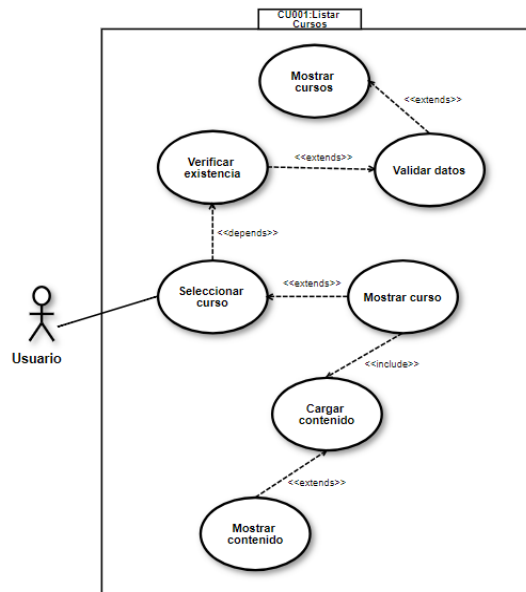 CU001:Listar
Cursos
Mostrar
cursos
<<extends>>
Verificar
existencia
<<extends>>
Validar datos
<<depends>>
Seleccionar
curso
<<extends>>
Mostrar curso
Usuario
<<include>>
Cargar
contenido
<<extends>>
Mostrar
contenido